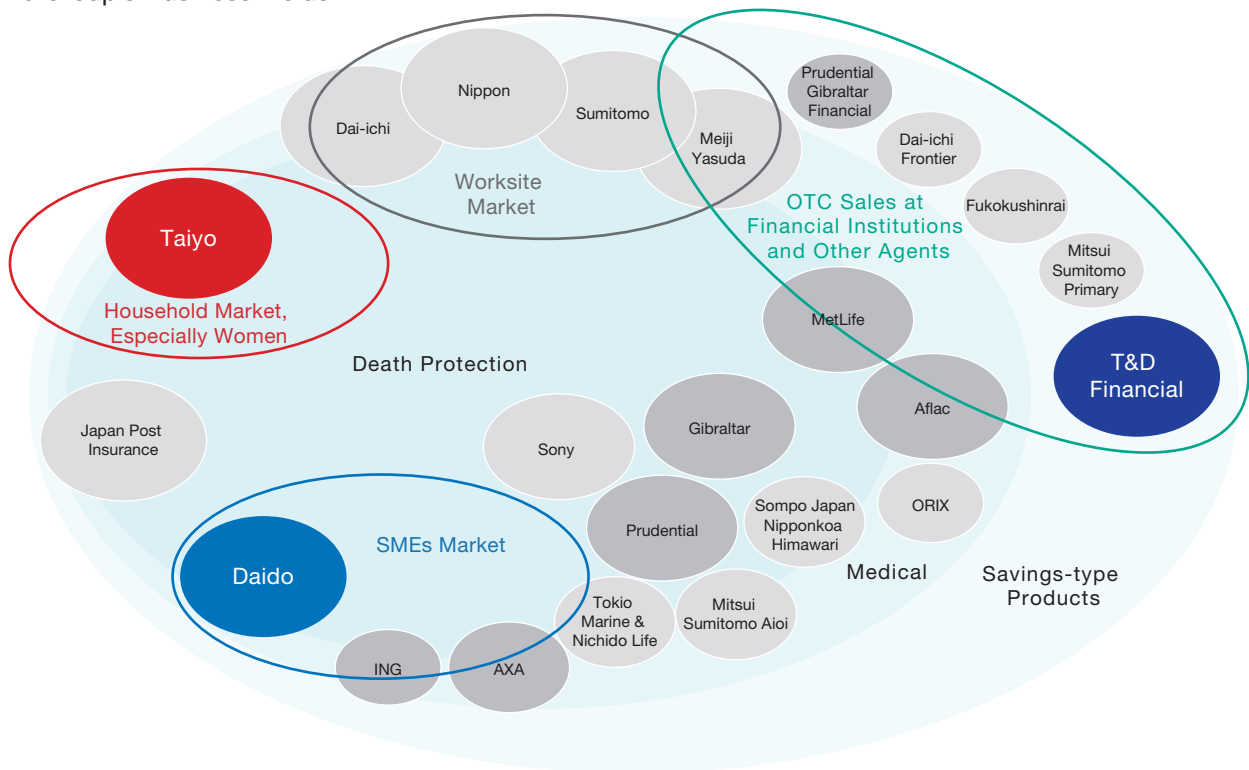 Prudential
Gibraltar
Financial
Nippon
Sumitomo
Dai-ichi
Meiji
Yasuda
Dai-ichi
Frontier
Worksite
Market
OTC Sales at
Financial Institutions
and Other Agents
Fukokushinrai
Taiyo
Mitsui
Sumitomo
Primary
Household Market,
Especially Women
MetLife
Death Protection
T&D
Financial
Aflac
Gibraltar
Japan Post
Insurance
Sony
ORIX
Sompo Japan
Nipponkoa
Himawari
Prudential
SMEs Market
Daido
Medical
Savings-type
Products
Tokio
Marine &
Nichido Life
Mitsui
Sumitomo Aioi
ING
AXA